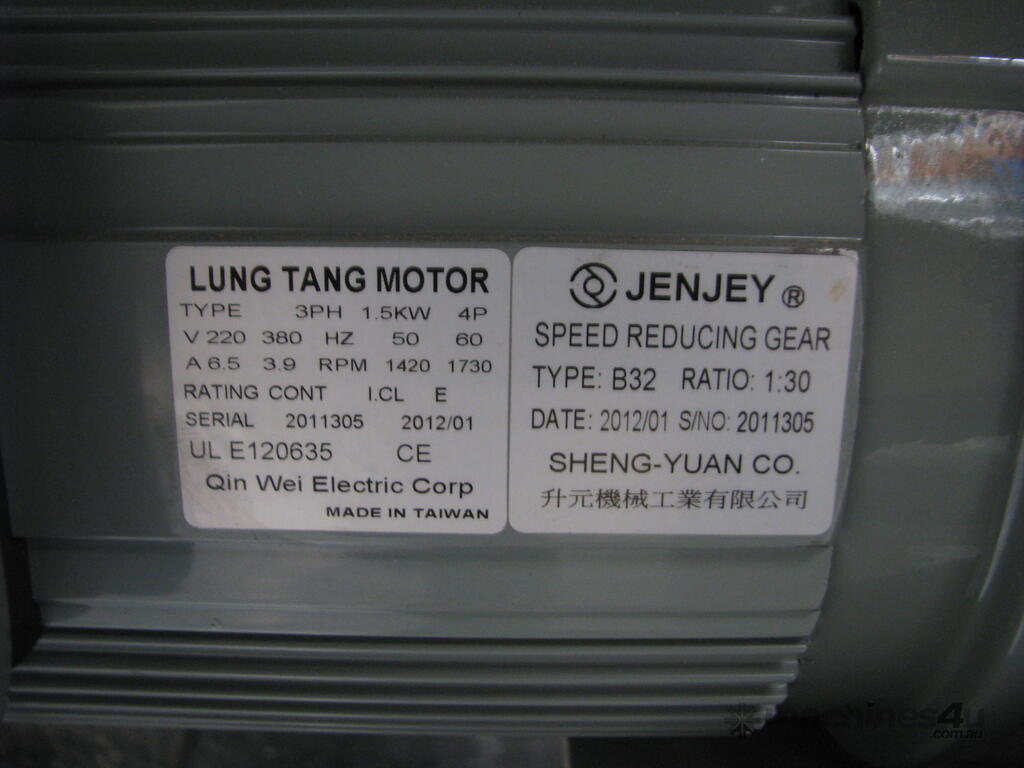 LUNG TANG MOTOR
TYPE 3PH 1.5KW 4P
V 220 380 HZ 50 60
A 6.5 3.9 RPM 1420 1730
RATING CONT I.CL E
SERIAL 2011305 2012/01
UL E120635 CE
Qin Wei Electric Corp
MADE IN TAIWAN
JENJEY ®
SPEED REDUCING GEAR
TYPE: B32 RATIO: 1:30
DATE: 2012/01 S/NO: 2011305
SHENG-YUAN CO.
升元機械工業有限公司
machines4u
.com.au